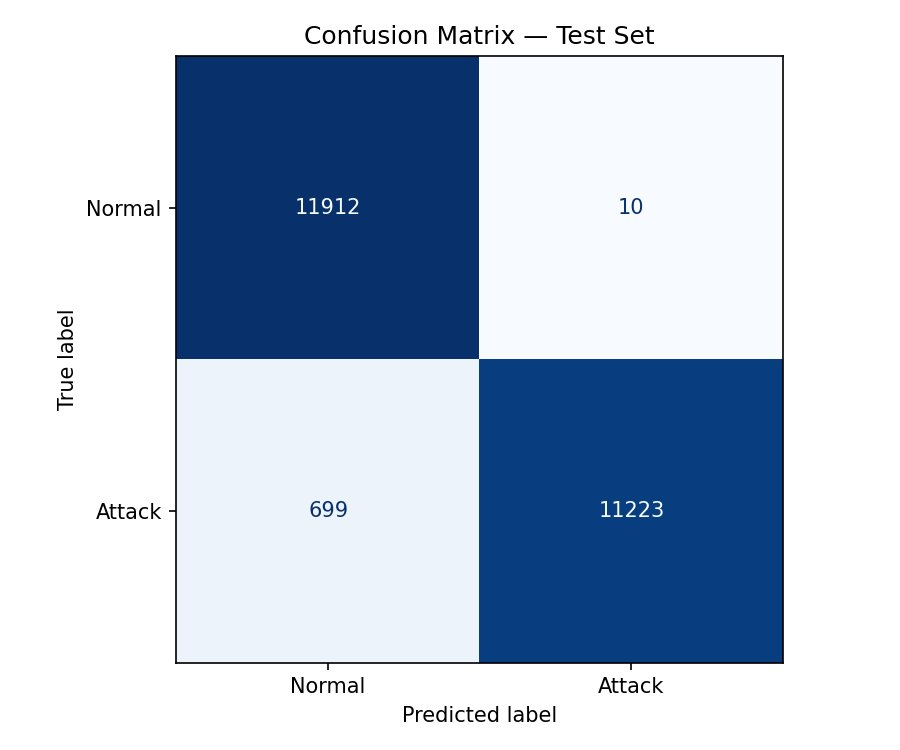 Confusion Matrix — Test Set
Normal
11912
10
True label
Attack
699
11223
Normal
Attack
Predicted label